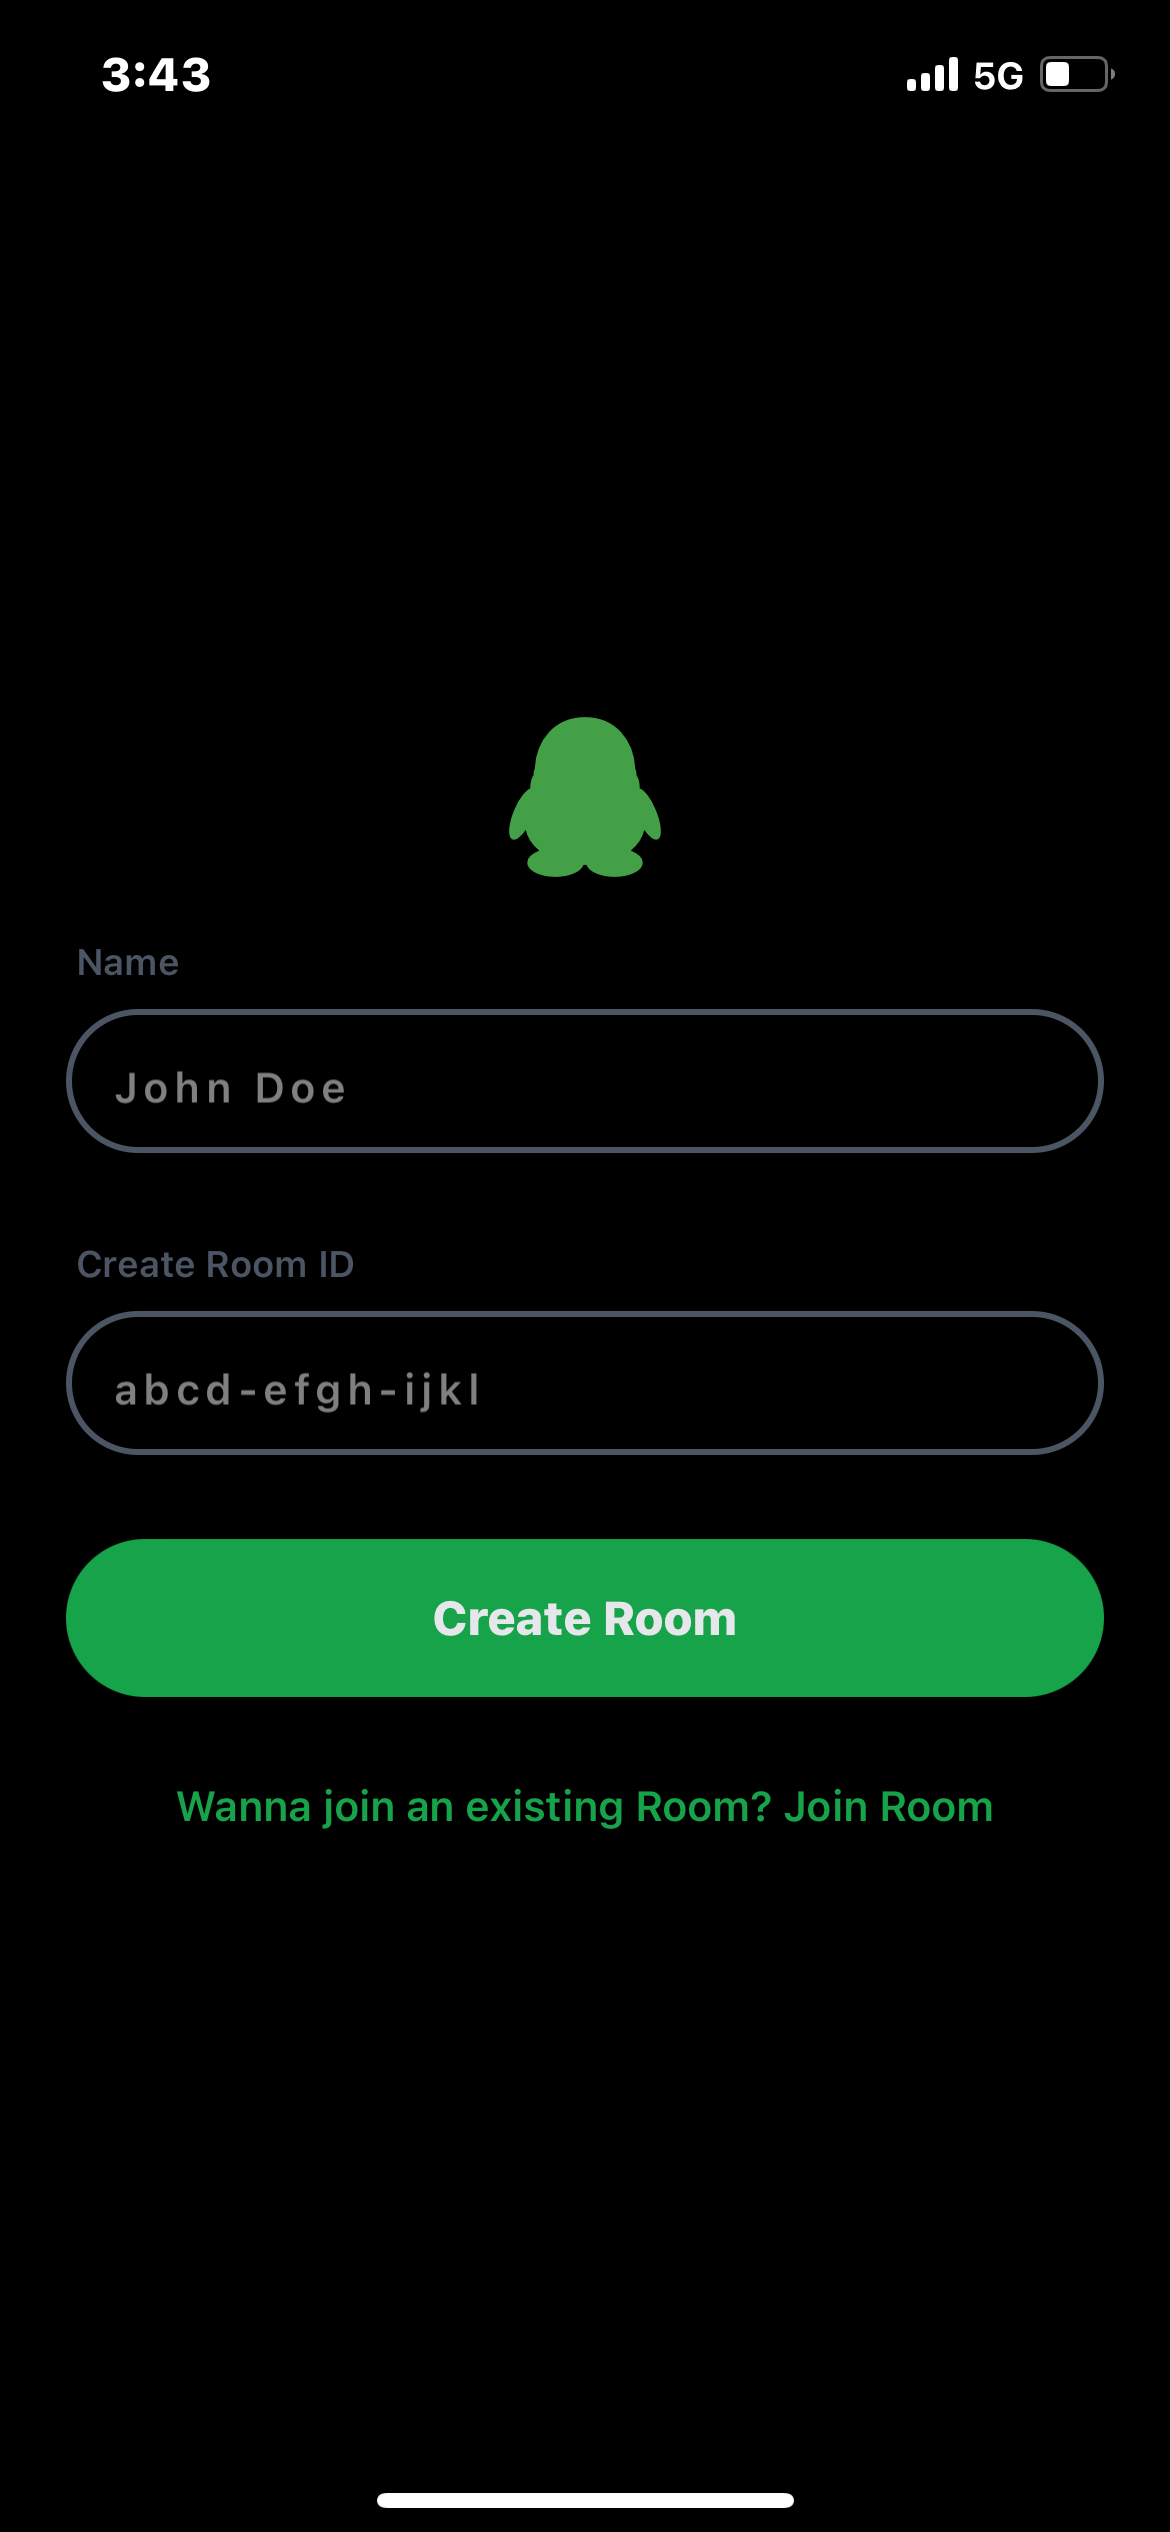 3:43 5G
Name
John Doe
Create Room ID
abcd-efgh-ijkl
Create Room
Wanna join an existing Room? Join Room